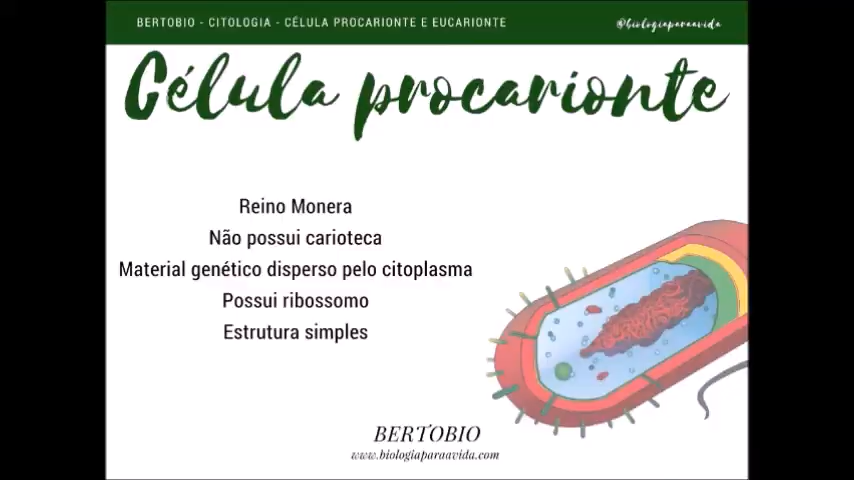 BERTOBIO - CITOLOGIA - CÉLULA PROCARIONTE E EUCARIONTE
@biologiaparaavida
Célula procarionte
Reino Monera
Não possui carioteca
Material genético disperso pelo citoplasma
Possui ribossomo
Estrutura simples
BERTOBIO
www.biologiaparaavida.com